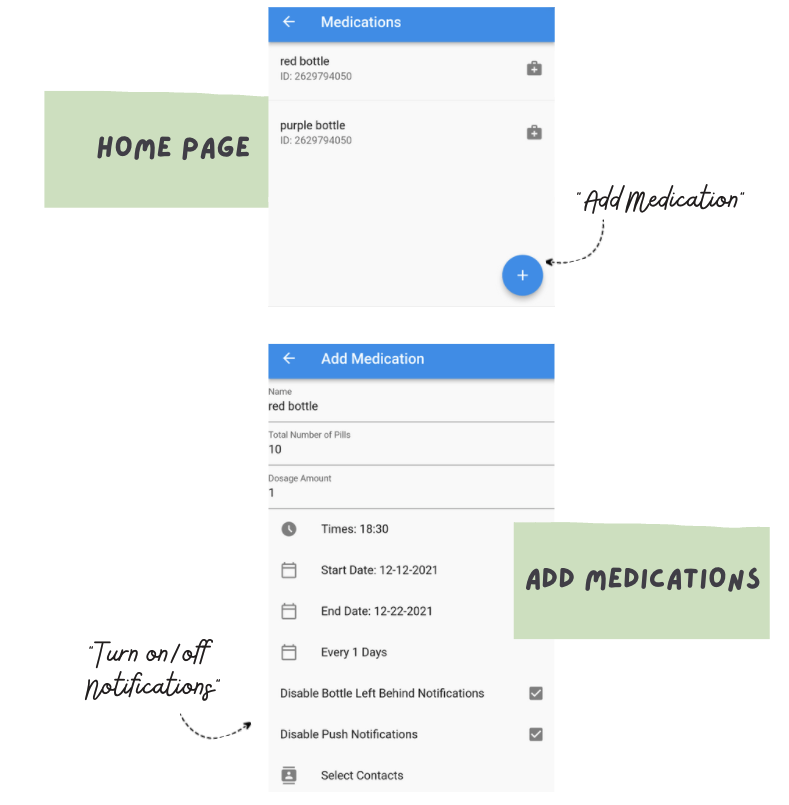 Medications
red bottle
ID: 2629794050
HOME PAGE
purple bottle
ID: 2629794050
"Add Medication"
+
Add Medication
Name
red bottle
Total Number of Pills
10
Dosage Amount
1
Times: 18:30
Start Date: 12-12-2021
ADD MEDICATIONS
End Date: 12-22-2021
Every 1 Days
"Turn on/off
Notifications"
Disable Bottle Left Behind Notifications
Disable Push Notifications
Select Contacts